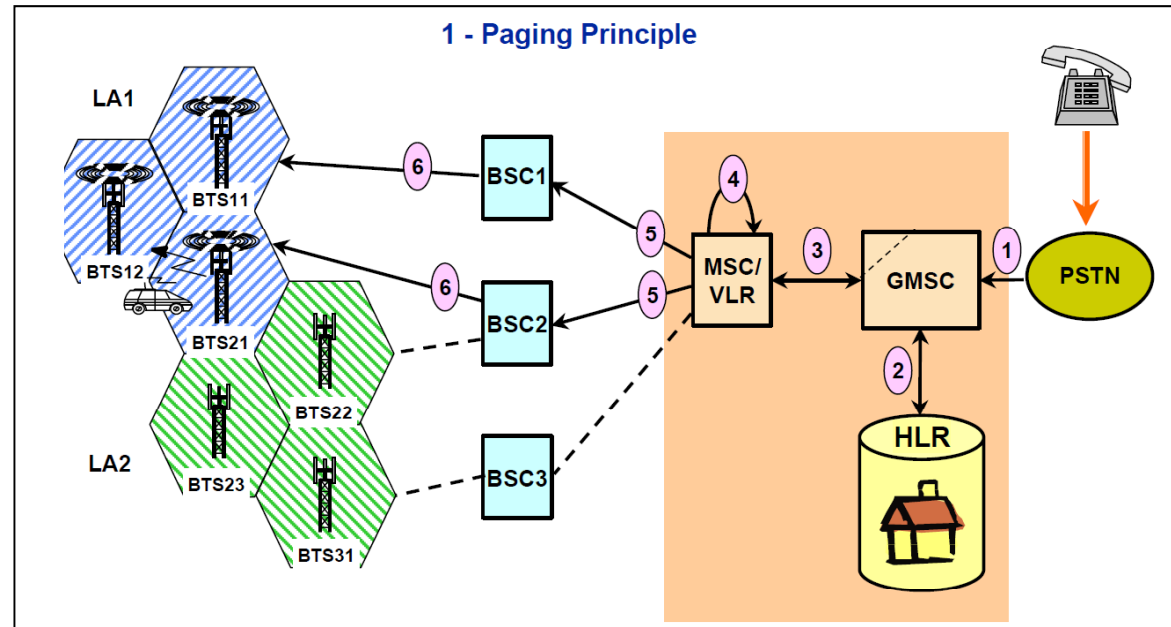 1 - Paging Principle
LA1
BTS11
BTS12
BTS21
BTS22
LA2
BTS23
BTS31
6
6
BSC1
BSC2
BSC3
5
5
4
MSC/
VLR
3
GMSC
1
PSTN
2
HLR